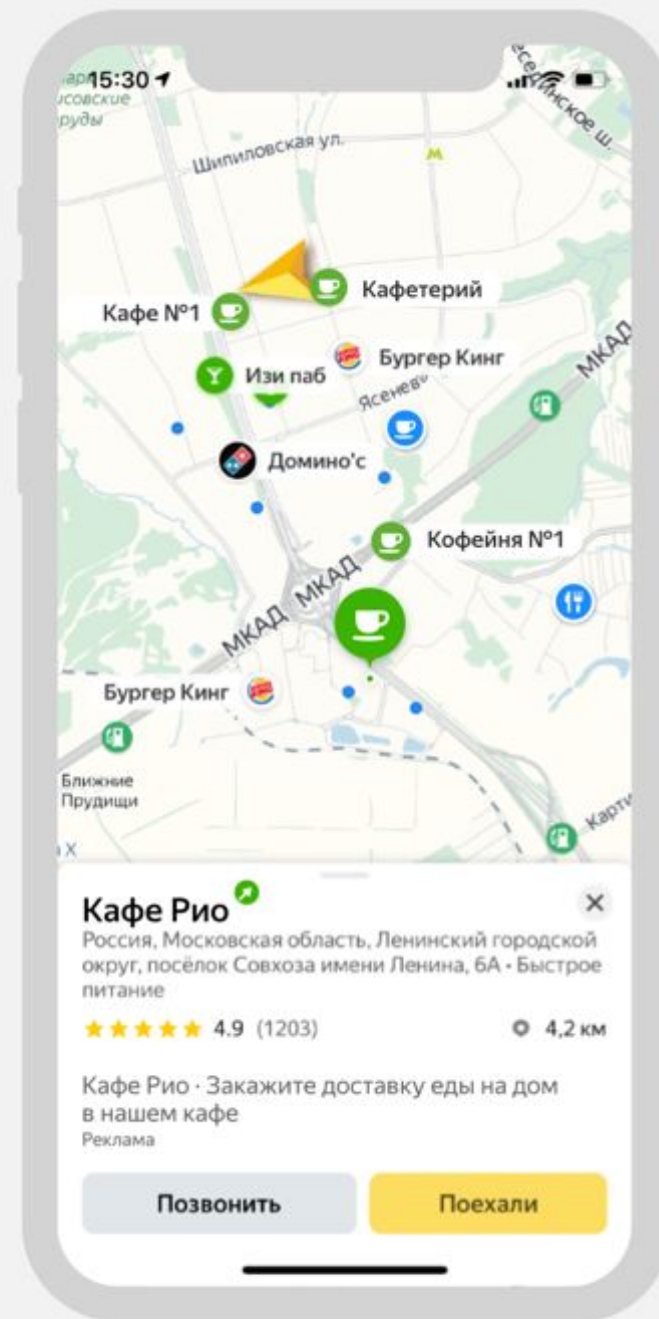 15:30
Шипиловская ул.
МКАД
Кафетерий
Кафе №1
Бургер Кинг
Изи паб
Домино'с
Кофейня №1
МКАД
МКАД
Бургер Кинг
Ближние
Прудищи
Кафе Рио
Россия, Московская область, Ленинский городской
округ, посёлок Совхоза имени Ленина, 6А • Быстрое
питание
4.9 (1203)
4,2 км
Кафе Рио · Закажите доставку еды на дом
в нашем кафе
Реклама
Позвонить
Поехали